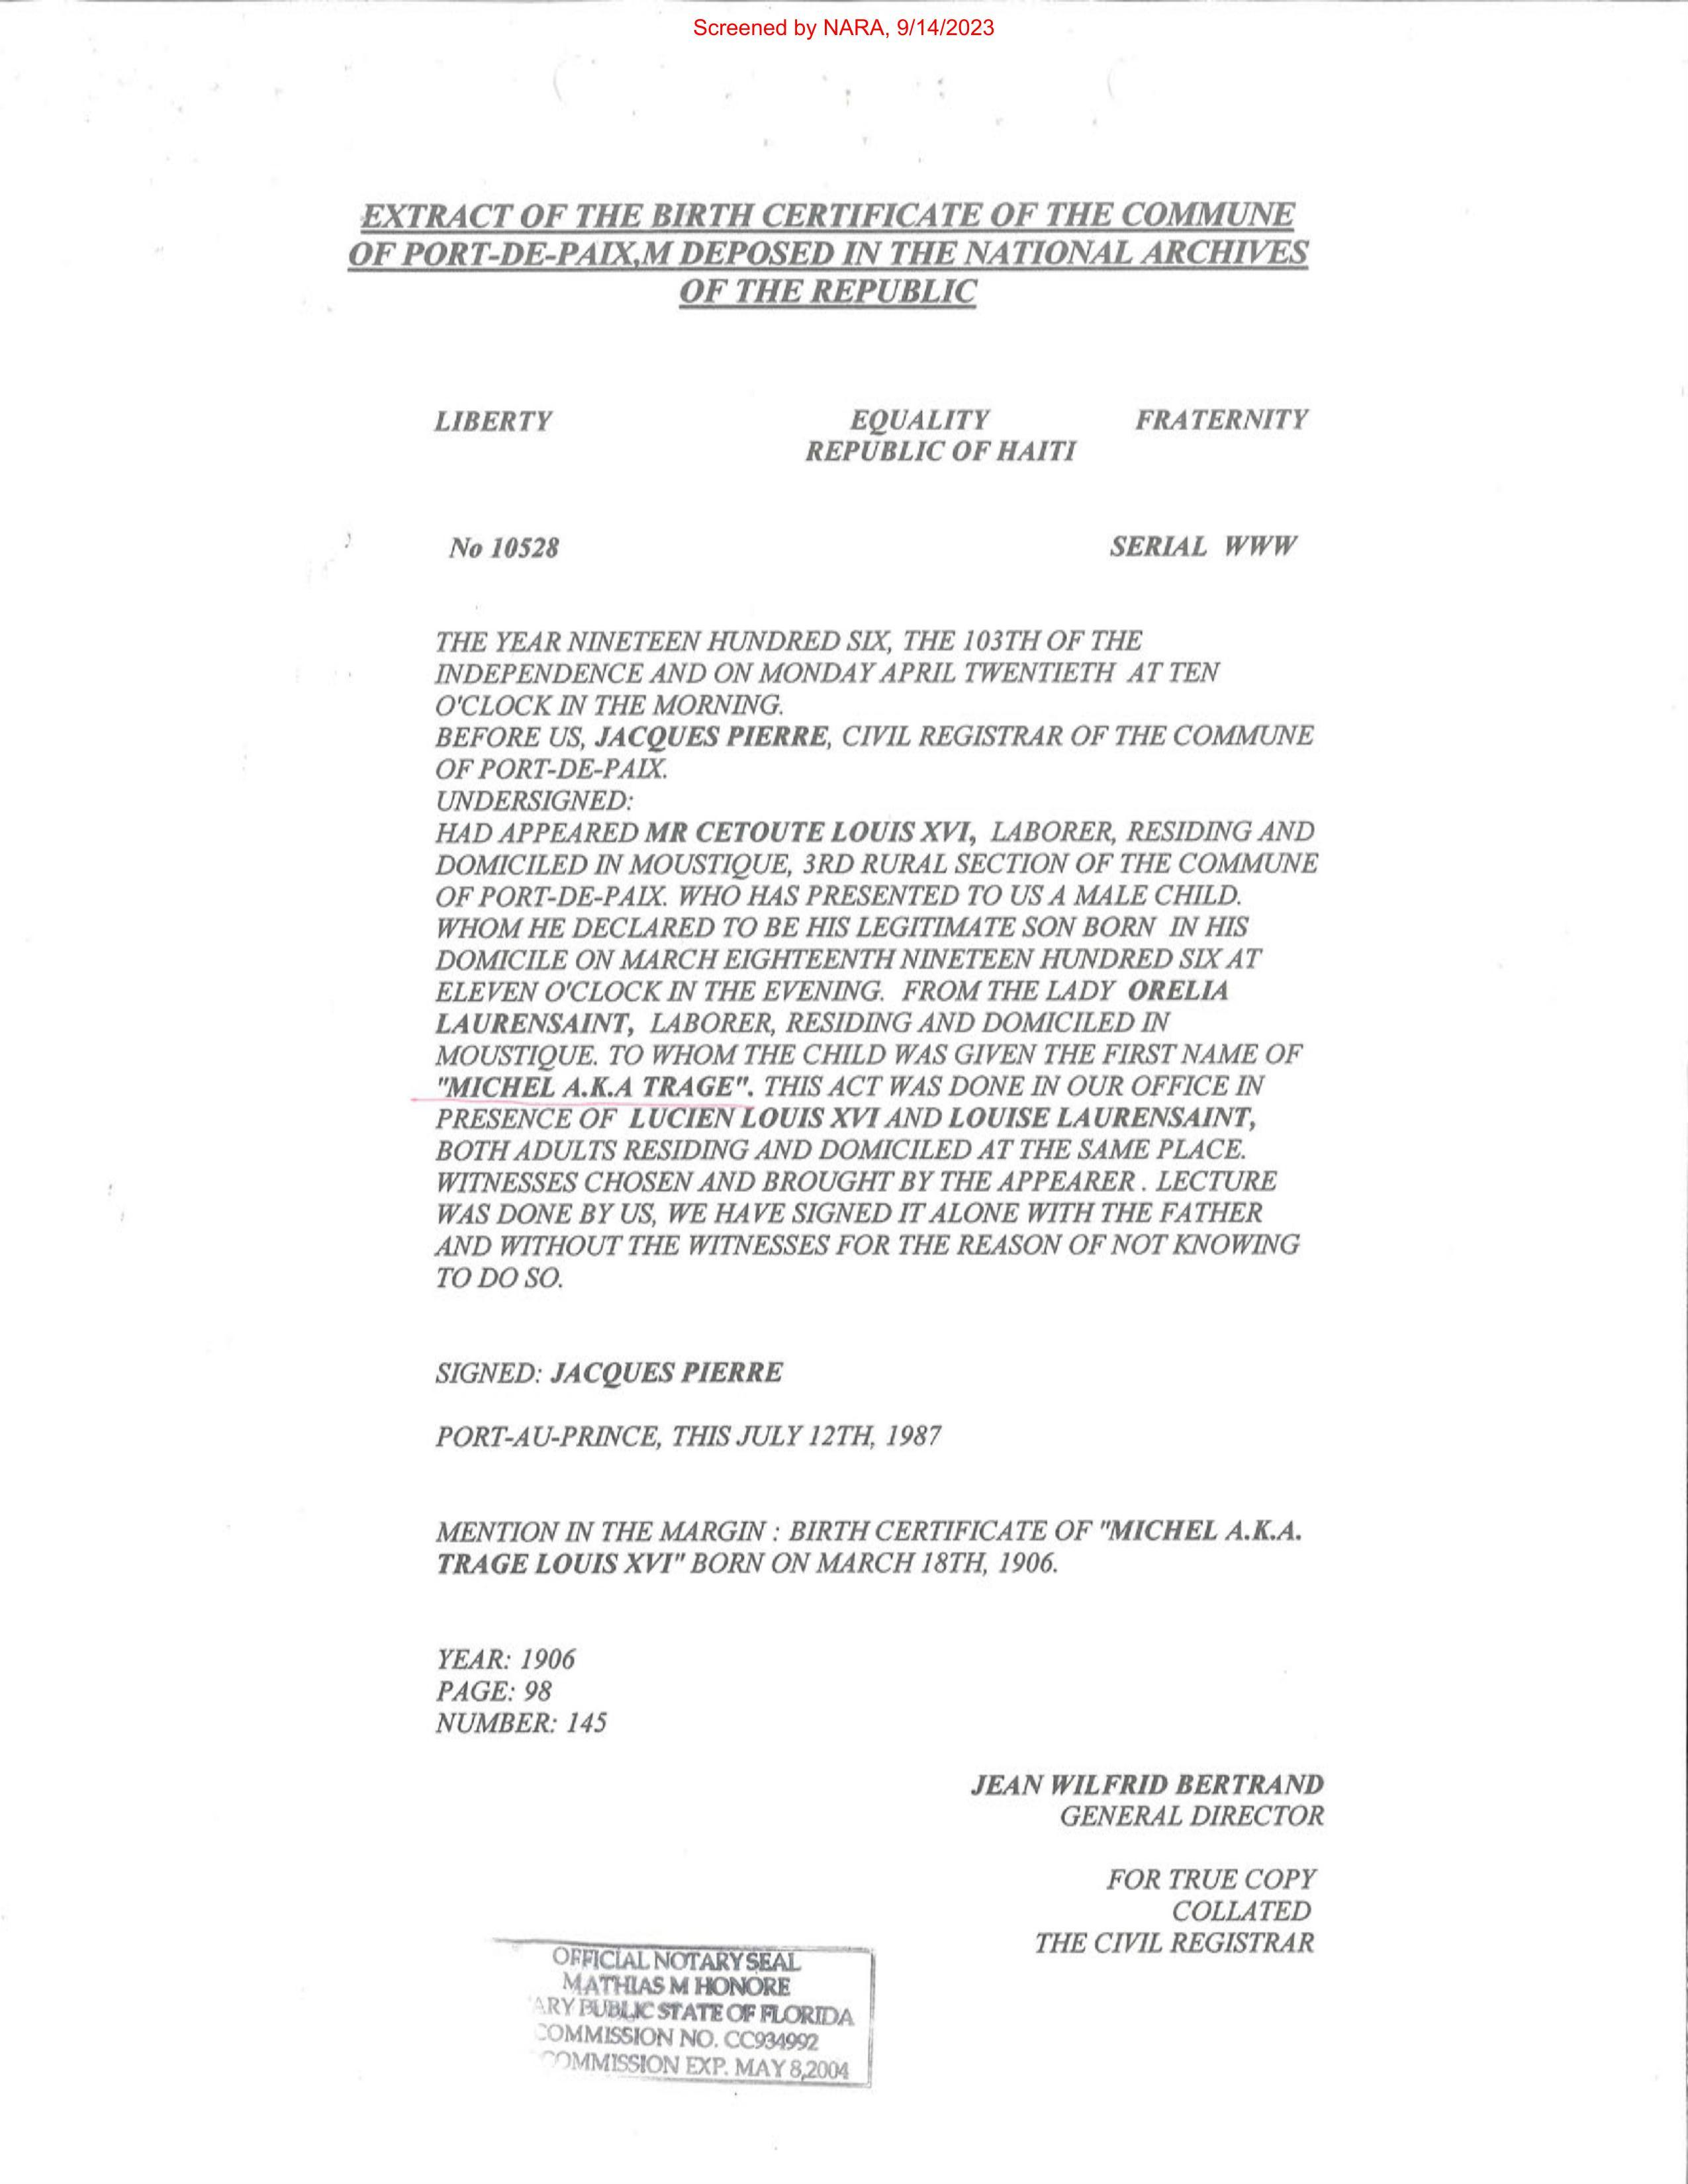 Screened by NARA, 9/14/2023
EXTRACT OF THE BIRTH CERTIFICATE OF THE COMMUNE
OF PORT-DE-PAIX,M DEPOSED IN THE NATIONAL ARCHIVES
OF THE REPUBLIC
LIBERTY EQUALITY FRATERNITY
REPUBLIC OF HAITI
No 10528 SERIAL WWW
THE YEAR NINETEEN HUNDRED SIX, THE 103TH OF THE
INDEPENDENCE AND ON MONDAY APRIL TWENTIETH AT TEN
O'CLOCK IN THE MORNING.
BEFORE US, JACQUES PIERRE, CIVIL REGISTRAR OF THE COMMUNE
OF PORT-DE-PAIX.
UNDERSIGNED:
HAD APPEARED MR CETOUTE LOUIS XVI, LABORER, RESIDING AND
DOMICILED IN MOUSTIQUE, 3RD RURAL SECTION OF THE COMMUNE
OF PORT-DE-PAIX. WHO HAS PRESENTED TO US A MALE CHILD.
WHOM HE DECLARED TO BE HIS LEGITIMATE SON BORN IN HIS
DOMICILE ON MARCH EIGHTEENTH NINETEEN HUNDRED SIX AT
ELEVEN O'CLOCK IN THE EVENING. FROM THE LADY ORELIA
LAURENSAINT, LABORER, RESIDING AND DOMICILED IN
MOUSTIQUE. TO WHOM THE CHILD WAS GIVEN THE FIRST NAME OF
"MICHEL A.K.A TRAGE". THIS ACT WAS DONE IN OUR OFFICE IN
PRESENCE OF LUCIEN LOUIS XVI AND LOUISE LAURENSAINT,
BOTH ADULTS RESIDING AND DOMICILED AT THE SAME PLACE.
WITNESSES CHOSEN AND BROUGHT BY THE APPEARER . LECTURE
WAS DONE BY US, WE HAVE SIGNED IT ALONE WITH THE FATHER
AND WITHOUT THE WITNESSES FOR THE REASON OF NOT KNOWING
TO DO SO.
SIGNED: JACQUES PIERRE
PORT-AU-PRINCE, THIS JULY 12TH, 1987
MENTION IN THE MARGIN : BIRTH CERTIFICATE OF "MICHEL A.K.A.
TRAGE LOUIS XVI" BORN ON MARCH 18TH, 1906.
YEAR: 1906
PAGE: 98
NUMBER: 145
JEAN WILFRID BERTRAND
GENERAL DIRECTOR
FOR TRUE COPY
COLLATED
THE CIVIL REGISTRAR
OFFICIAL NOTARY SEAL
MATHIAS M HONORE
ARY PUBLIC STATE OF FLORIDA
COMMISSION NO. CC934992
COMMISSION EXP. MAY 8,2004